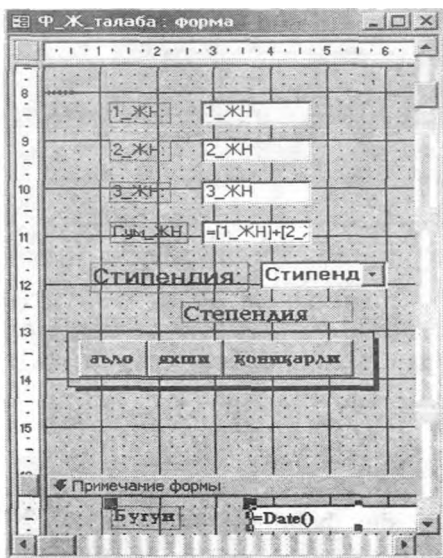 Ф_Ж_талаба : форма
1 2 3 4 5 6
8
1_ЖН: 1_ЖН
9
2_ЖН: 2_ЖН
10
3_ЖН: 3_ЖН
11
Гум_ЖН =[1_ЖН]+[2_
12
Стипендия: Стипенд
Степендия
13
аъло яхши қониқарли
14
15
Примечание формы
Бугун =Date()